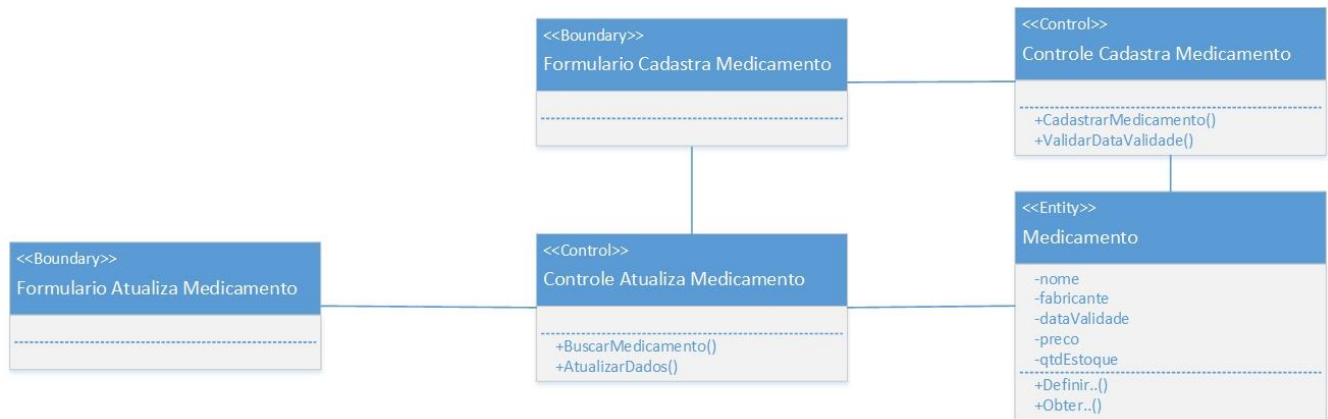 <<Boundary>>
Formulario Cadastra Medicamento
<<Control>>
Controle Cadastra Medicamento
+CadastrarMedicamento()
+ValidarDataValidade()
<<Boundary>>
Formulario Atualiza Medicamento
<<Control>>
Controle Atualiza Medicamento
+BuscarMedicamento()
+AtualizarDados()
<<Entity>>
Medicamento
-nome
-fabricante
-dataValidade
-preco
-qtdEstoque
+Definir..()
+Obter..()